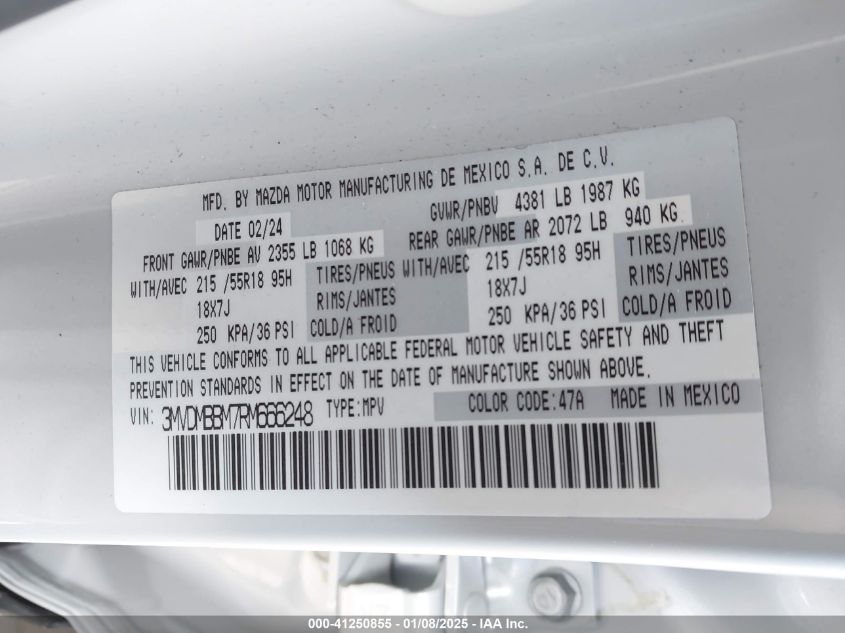 MFD. BY MAZDA MOTOR MANUFACTURING DE MEXICO S.A. DE C.V.
DATE 02/24 GVWR/PNBV 4381 LB 1987 KG
FRONT GAWR/PNBE AV 2355 LB 1068 KG REAR GAWR/PNBE AR 2072 LB 940 KG
WITH/AVEC 215 /55R18 95H TIRES/PNEUS WITH/AVEC 215 /55R18 95H TIRES/PNEUS
18X7J RIMS/JANTES 18X7J RIMS/JANTES
250 KPA/36 PSI COLD/A FROID 250 KPA/36 PSI COLD/A FROID
THIS VEHICLE CONFORMS TO ALL APPLICABLE FEDERAL MOTOR VEHICLE SAFETY AND THEFT
PREVENTION STANDARDS IN EFFECT ON THE DATE OF MANUFACTURE SHOWN ABOVE.
VIN: 3MVDMBBM7RM666248 TYPE:MPV COLOR CODE:47A MADE IN MEXICO
000-41250855 - 01/08/2025 - IAA Inc.